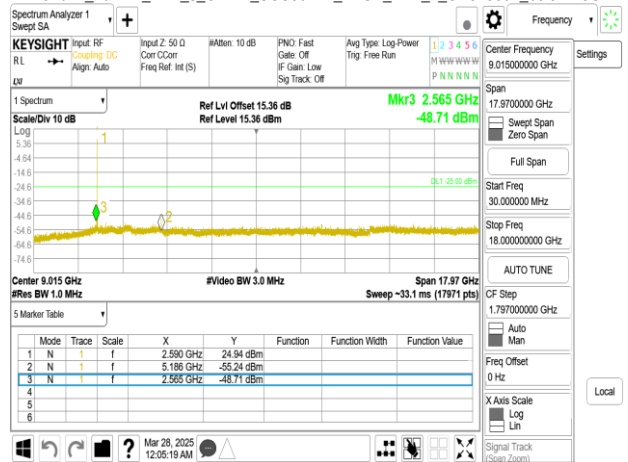 Spectrum Analyzer 1
Swept SA
Frequency
KEYSIGHT Input: RF Input Z: 50 Ω #Atten: 10 dB PNO: Fast Avg Type: Log-Power 1 2 3 4 5 6
RL Coupling: DC Corr CCorr Gate: Off Trig: Free Run M W W W W W
Align: Auto Freq Ref: Int (S) IF Gain: Low P N N N N N
LXI Sig Track: Off
Center Frequency
9.015000000 GHz
Settings
Span
17.9700000 GHz
Swept Span
Zero Span
Full Span
Start Freq
30.000000 MHz
Stop Freq
18.000000000 GHz
AUTO TUNE
CF Step
1.797000000 GHz
Auto
Man
Freq Offset
0 Hz
X Axis Scale
Log
Lin
Signal Track
(Span Zoom)
Local
1 Spectrum
Scale/Div 10 dB
Ref Lvl Offset 15.36 dB
Ref Level 15.36 dBm
Mkr3 2.565 GHz
-48.71 dBm
Log
5.36
-4.64
-14.6
-24.6
-34.6
-44.6
-54.6
-64.6
-74.6
1
2
3
DL1 -25.00 dBm
Center 9.015 GHz #Video BW 3.0 MHz Span 17.97 GHz
#Res BW 1.0 MHz Sweep ~33.1 ms (17971 pts)
5 Marker Table
Mode Trace Scale X Y Function Function Width Function Value
1 N 1 f 2.590 GHz 24.94 dBm
2 N 1 f 5.186 GHz -55.24 dBm
3 N 1 f 2.565 GHz -48.71 dBm
4
5
6
Mar 28, 2025
12:05:19 AM